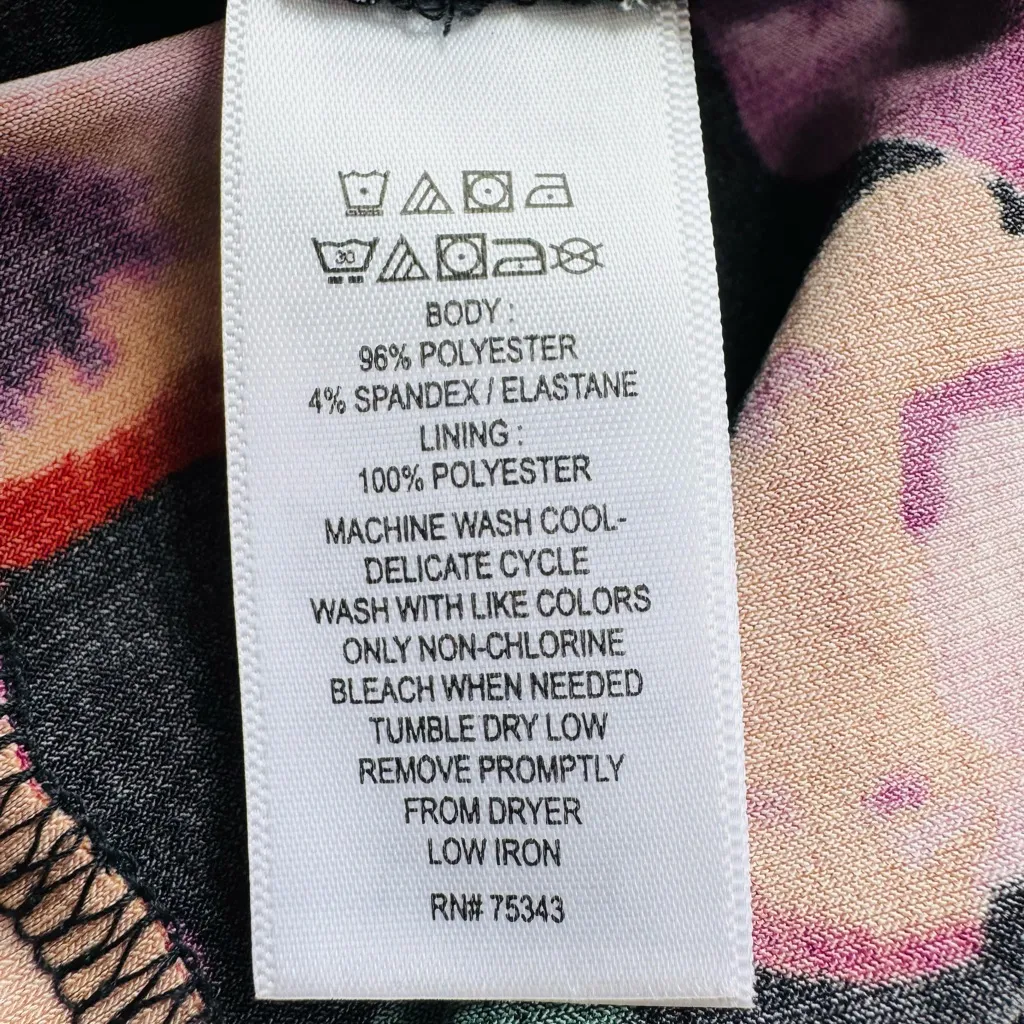 30
BODY :
96% POLYESTER
4% SPANDEX / ELASTANE
LINING :
100% POLYESTER
MACHINE WASH COOL-
DELICATE CYCLE
WASH WITH LIKE COLORS
ONLY NON-CHLORINE
BLEACH WHEN NEEDED
TUMBLE DRY LOW
REMOVE PROMPTLY
FROM DRYER
LOW IRON
RN# 75343